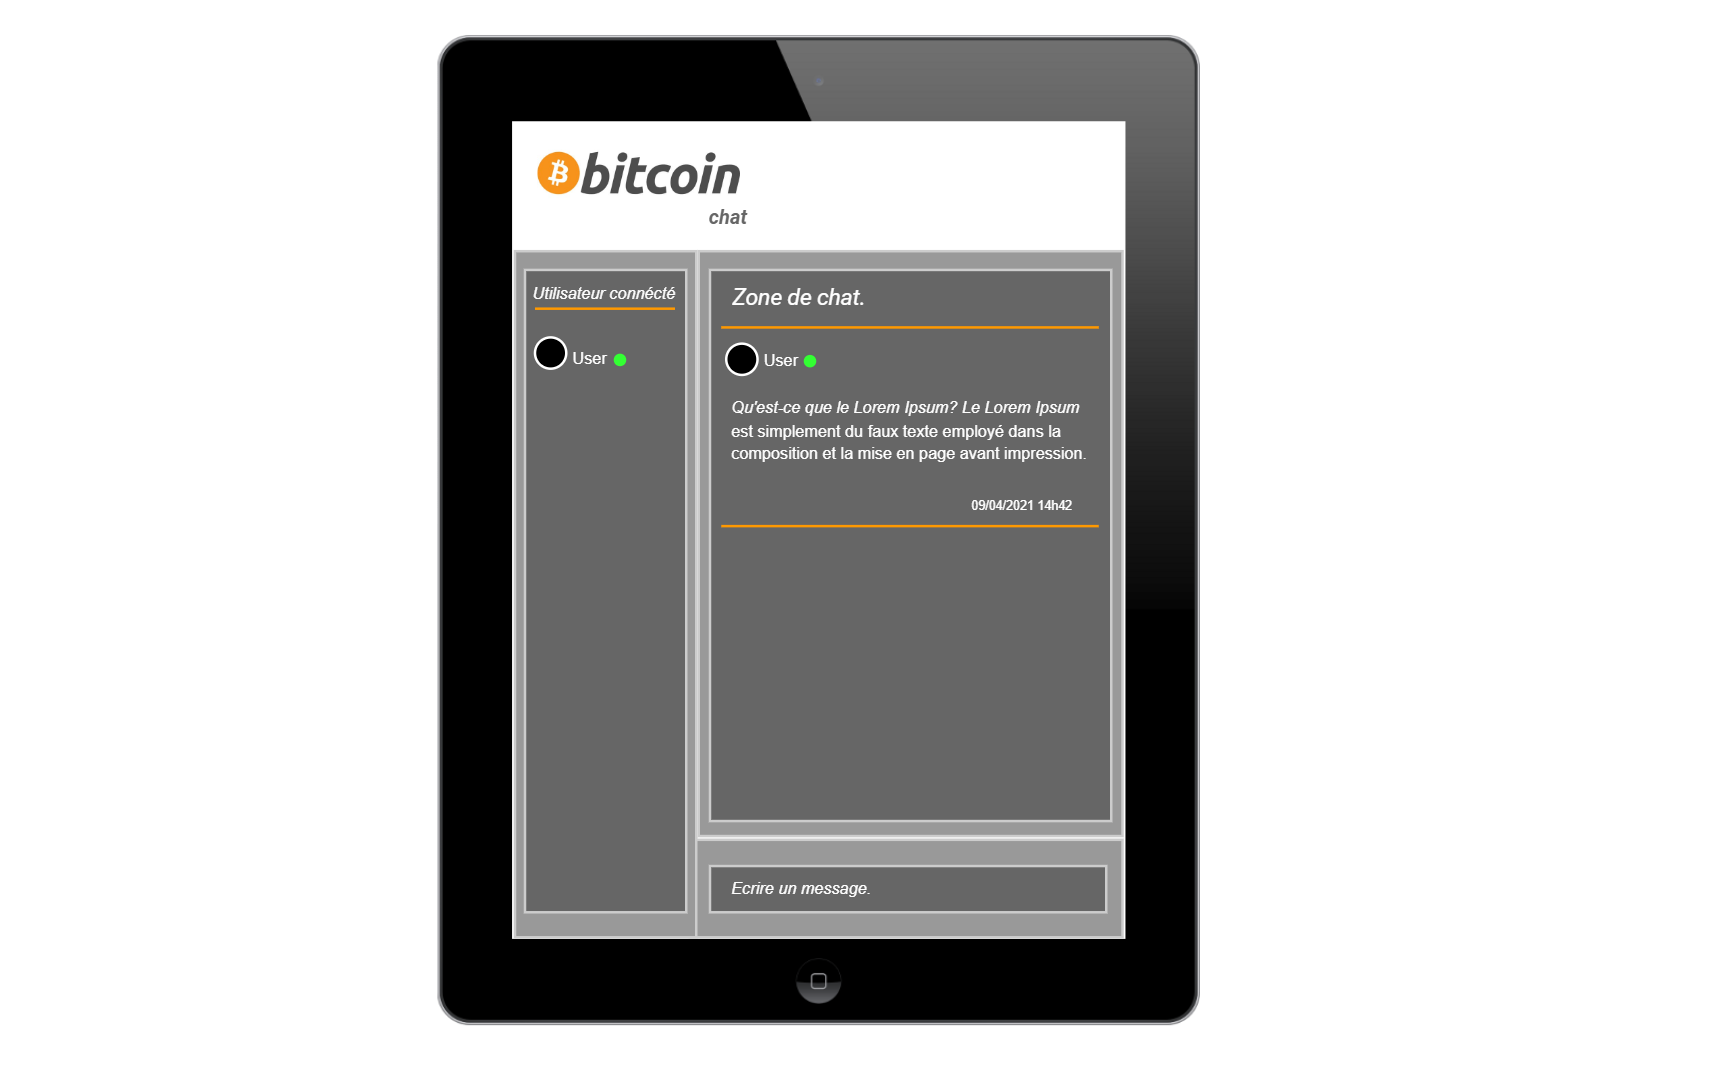 bitcoin
chat
Utilisateur connécté
User
Zone de chat.
User
Qu'est-ce que le Lorem Ipsum? Le Lorem Ipsum
est simplement du faux texte employé dans la
composition et la mise en page avant impression.
09/04/2021 14h42
Ecrire un message.